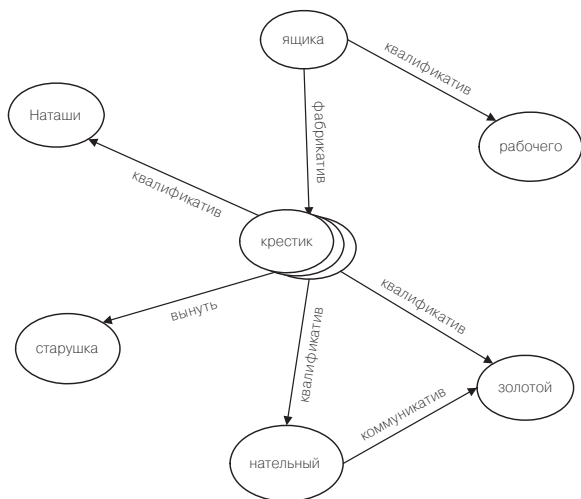 ящика
квалификатив
Наташи
фабрикатив
рабочего
квалификатив
крестик
вынуть
квалификатив
квалификатив
старушка
золотой
коммуникатив
нательный